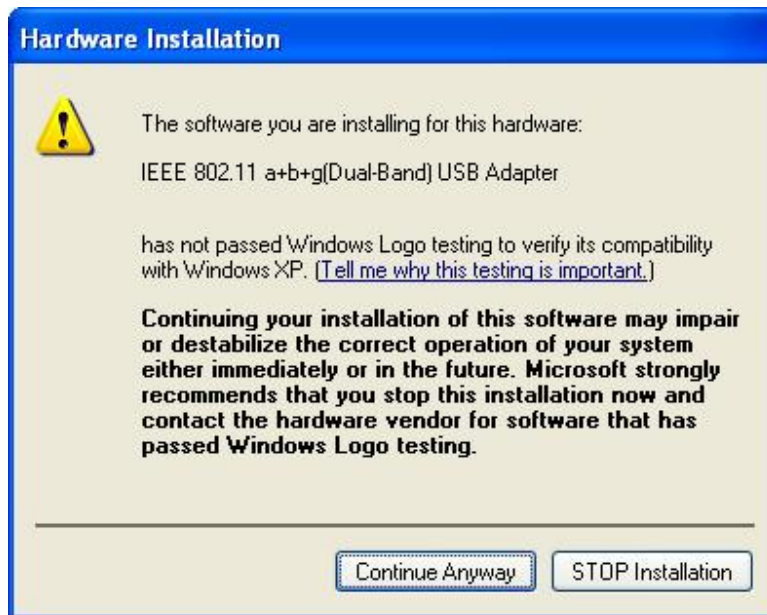 Hardware Installation
The software you are installing for this hardware:
IEEE 802.11 a+b+g(Dual-Band) USB Adapter
has not passed Windows Logo testing to verify its compatibility
with Windows XP. (Tell me why this testing is important.)
Continuing your installation of this software may impair
or destabilize the correct operation of your system
either immediately or in the future. Microsoft strongly
recommends that you stop this installation now and
contact the hardware vendor for software that has
passed Windows Logo testing.
Continue Anyway
STOP Installation